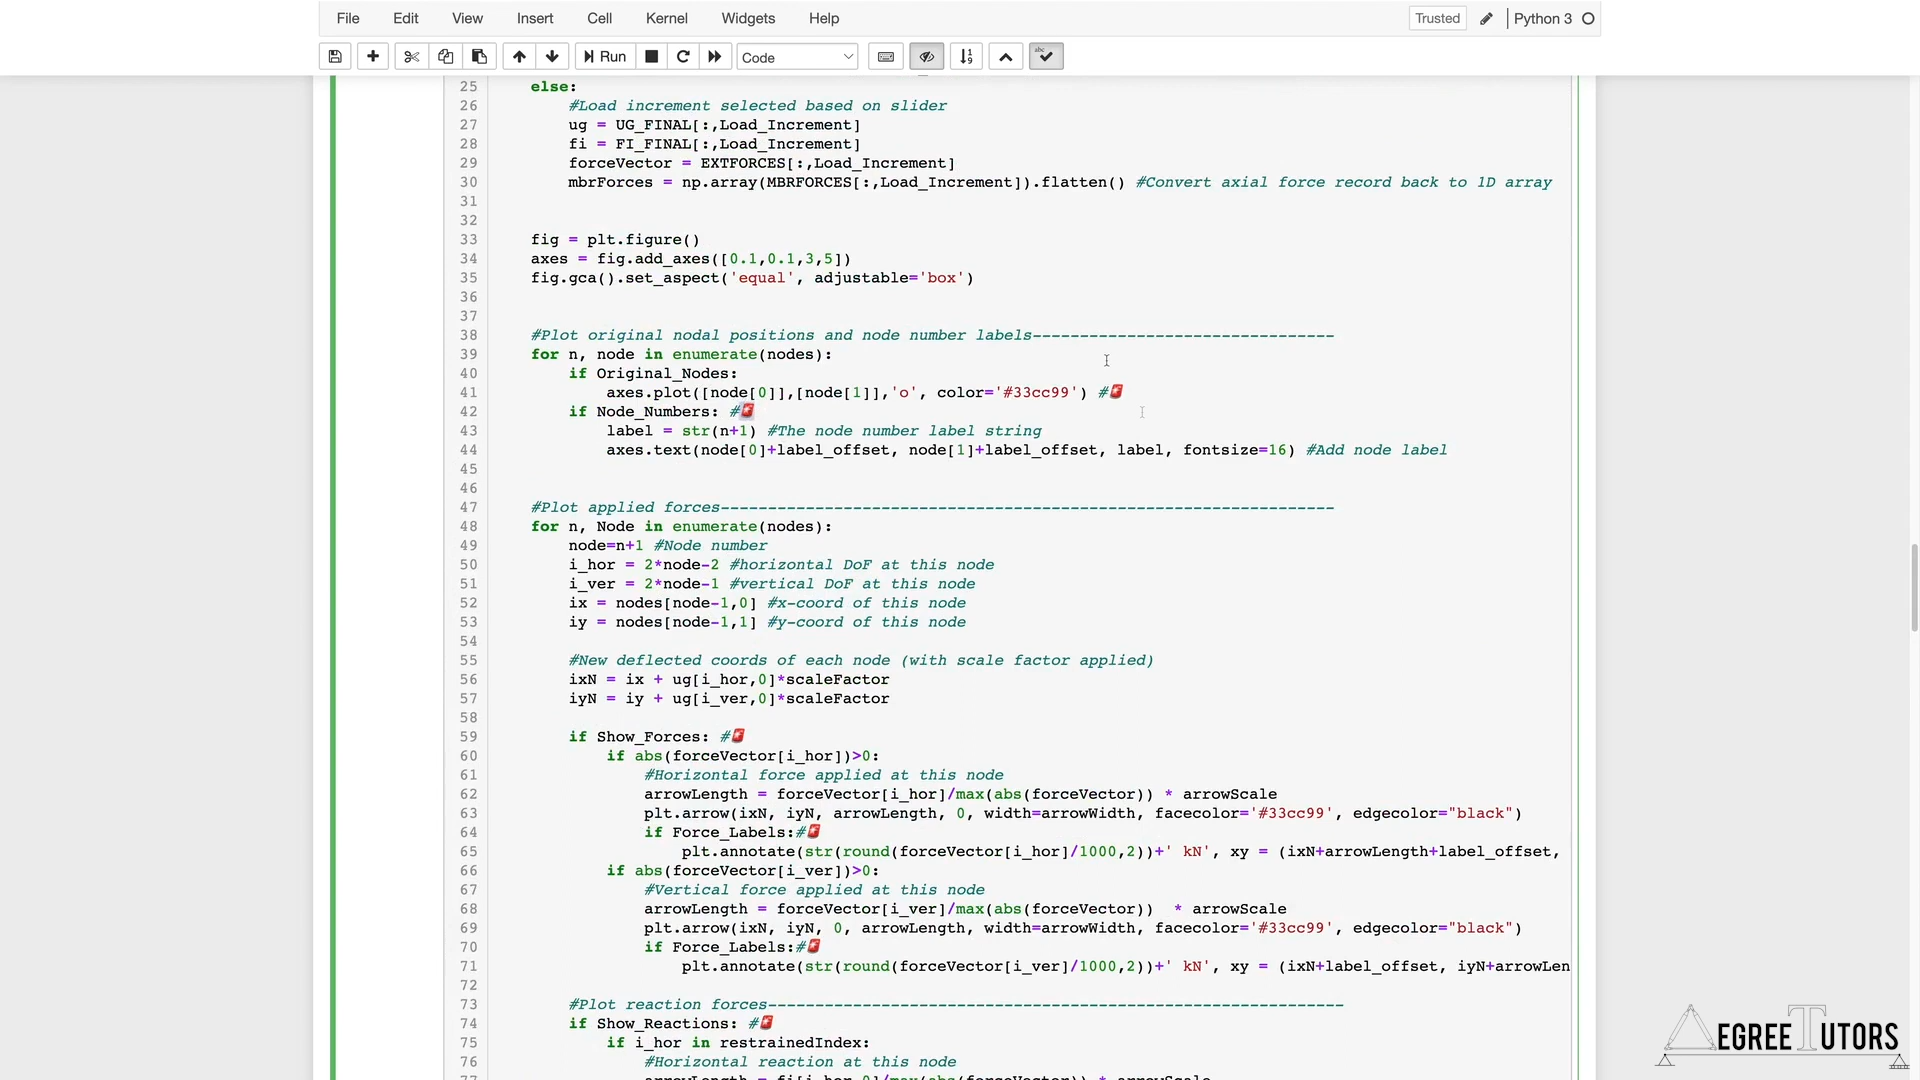 File Edit View Insert Cell Kernel Widgets Help Trusted Python 3
Run Code
25 else:
26 #Load increment selected based on slider
27 ug = UG_FINAL[:,Load_Increment]
28 fi = FI_FINAL[:,Load_Increment]
29 forceVector = EXTFORCES[:,Load_Increment]
30 mbrForces = np.array(MBRFORCES[:,Load_Increment]).flatten() #Convert axial force record back to 1D array
31
32
33 fig = plt.figure()
34 axes = fig.add_axes([0.1,0.1,3,5])
35 fig.gca().set_aspect('equal', adjustable='box')
36
37
38 #Plot original nodal positions and node number labels--------------------------------
39 for n, node in enumerate(nodes):
40 if Original_Nodes:
41 axes.plot([node[0]],[node[1]],'o', color='#33cc99') #🚨
42 if Node_Numbers: #🚨
43 label = str(n+1) #The node number label string
44 axes.text(node[0]+label_offset, node[1]+label_offset, label, fontsize=16) #Add node label
45
46
47 #Plot applied forces-----------------------------------------------------------------
48 for n, Node in enumerate(nodes):
49 node=n+1 #Node number
50 i_hor = 2*node-2 #horizontal DoF at this node
51 i_ver = 2*node-1 #vertical DoF at this node
52 ix = nodes[node-1,0] #x-coord of this node
53 iy = nodes[node-1,1] #y-coord of this node
54
55 #New deflected coords of each node (with scale factor applied)
56 ixN = ix + ug[i_hor,0]*scaleFactor
57 iyN = iy + ug[i_ver,0]*scaleFactor
58
59 if Show_Forces: #🚨
60 if abs(forceVector[i_hor])>0:
61 #Horizontal force applied at this node
62 arrowLength = forceVector[i_hor]/max(abs(forceVector)) * arrowScale
63 plt.arrow(ixN, iyN, arrowLength, 0, width=arrowWidth, facecolor='#33cc99', edgecolor="black")
64 if Force_Labels:#🚨
65 plt.annotate(str(round(forceVector[i_hor]/1000,2))+' kN', xy = (ixN+arrowLength+label_offset,
66 if abs(forceVector[i_ver])>0:
67 #Vertical force applied at this node
68 arrowLength = forceVector[i_ver]/max(abs(forceVector)) * arrowScale
69 plt.arrow(ixN, iyN, 0, arrowLength, width=arrowWidth, facecolor='#33cc99', edgecolor="black")
70 if Force_Labels:#🚨
71 plt.annotate(str(round(forceVector[i_ver]/1000,2))+' kN', xy = (ixN+label_offset, iyN+arrowLen
72
73 #Plot reaction forces-------------------------------------------------------------
74 if Show_Reactions: #🚨
75 if i_hor in restrainedIndex:
76 #Horizontal reaction at this node
DEGREE TUTORS